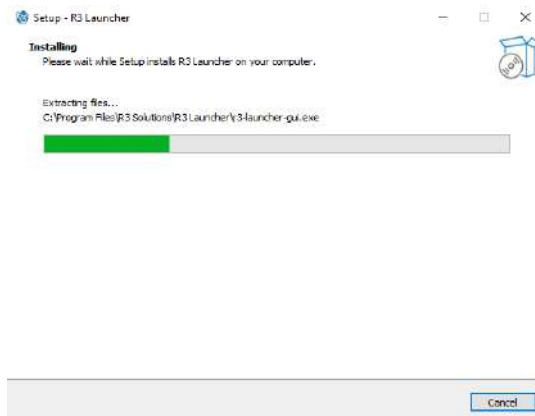 Setup - R3 Launcher
Installing
Please wait while Setup installs R3 Launcher on your computer.
Extracting files...
C:\Program Files\R3 Solutions\R3 Launcher\r3-launcher-gui.exe
Cancel